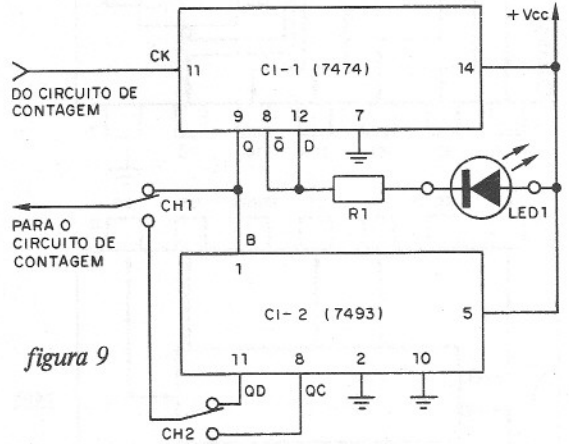 +Vcc
CK
11
CI-1 (7474)
14
DO CIRCUITO DE
CONTAGEM
9
8
12
7
Q
Q̅
D
CH1
R1
LED1
PARA O
CIRCUITO DE
CONTAGEM
B
1
CI-2 (7493)
5
figura 9
11
8
2
10
QD
QC
CH2